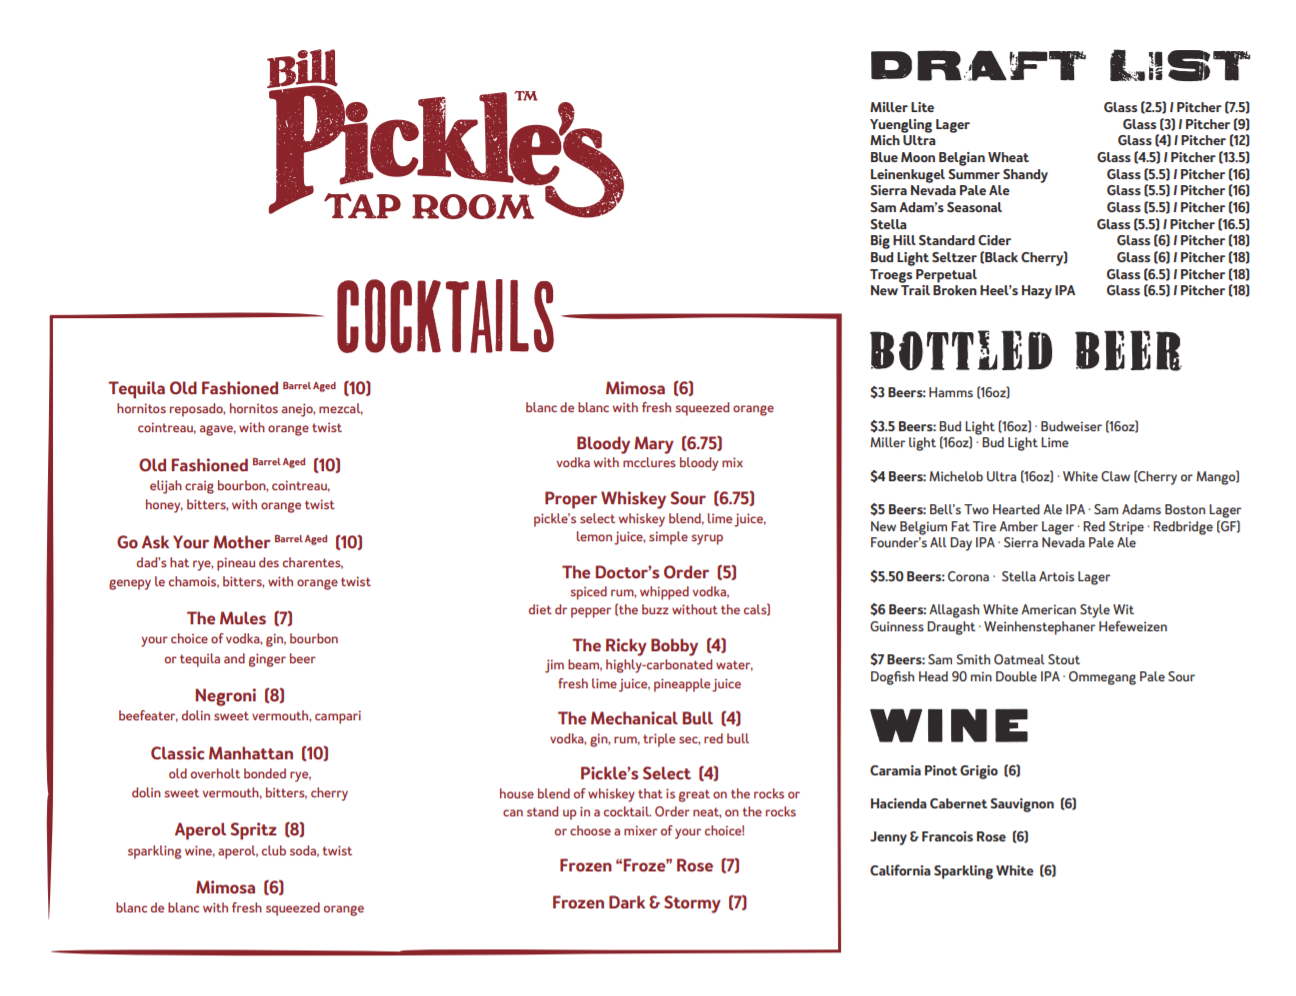 Bill
Pickle's™
TAP ROOM
COCKTAILS
Tequila Old Fashioned Barrel Aged (10)
hornitos reposado, hornitos anejo, mezcal,
cointreau, agave, with orange twist
Old Fashioned Barrel Aged (10)
elijah craig bourbon, cointreau,
honey, bitters, with orange twist
Go Ask Your Mother Barrel Aged (10)
dad's hat rye, pineau des charentes,
genepy le chamois, bitters, with orange twist
The Mules (7)
your choice of vodka, gin, bourbon
or tequila and ginger beer
Negroni (8)
beefeater, dolin sweet vermouth, campari
Classic Manhattan (10)
old overholt bonded rye,
dolin sweet vermouth, bitters, cherry
Aperol Spritz (8)
sparkling wine, aperol, club soda, twist
Mimosa (6)
blanc de blanc with fresh squeezed orange
Mimosa (6)
blanc de blanc with fresh squeezed orange
Bloody Mary (6.75)
vodka with mcclures bloody mix
Proper Whiskey Sour (6.75)
pickle's select whiskey blend, lime juice,
lemon juice, simple syrup
The Doctor's Order (5)
spiced rum, whipped vodka,
diet dr pepper (the buzz without the cals)
The Ricky Bobby (4)
jim beam, highly-carbonated water,
fresh lime juice, pineapple juice
The Mechanical Bull (4)
vodka, gin, rum, triple sec, red bull
Pickle's Select (4)
house blend of whiskey that is great on the rocks or
can stand up in a cocktail. Order neat, on the rocks
or choose a mixer of your choice!
Frozen “Froze” Rose (7)
Frozen Dark & Stormy (7)
DRAFT LIST
Miller Lite Glass (2.5) / Pitcher (7.5)
Yuengling Lager Glass (3) / Pitcher (9)
Mich Ultra Glass (4) / Pitcher (12)
Blue Moon Belgian Wheat Glass (4.5) / Pitcher (13.5)
Leinenkugel Summer Shandy Glass (5.5) / Pitcher (16)
Sierra Nevada Pale Ale Glass (5.5) / Pitcher (16)
Sam Adam's Seasonal Glass (5.5) / Pitcher (16)
Stella Glass (5.5) / Pitcher (16.5)
Big Hill Standard Cider Glass (6) / Pitcher (18)
Bud Light Seltzer (Black Cherry) Glass (6) / Pitcher (18)
Troegs Perpetual Glass (6.5) / Pitcher (18)
New Trail Broken Heel's Hazy IPA Glass (6.5) / Pitcher (18)
BOTTLED BEER
$3 Beers: Hamms (16oz)
$3.5 Beers: Bud Light (16oz) · Budweiser (16oz)
Miller light (16oz) · Bud Light Lime
$4 Beers: Michelob Ultra (16oz) · White Claw (Cherry or Mango)
$5 Beers: Bell's Two Hearted Ale IPA · Sam Adams Boston Lager
New Belgium Fat Tire Amber Lager · Red Stripe · Redbridge (GF)
Founder's All Day IPA · Sierra Nevada Pale Ale
$5.50 Beers: Corona · Stella Artois Lager
$6 Beers: Allagash White American Style Wit
Guinness Draught · Weinhenstephaner Hefeweizen
$7 Beers: Sam Smith Oatmeal Stout
Dogfish Head 90 min Double IPA · Ommegang Pale Sour
WINE
Caramia Pinot Grigio (6)
Hacienda Cabernet Sauvignon (6)
Jenny & Francois Rose (6)
California Sparkling White (6)